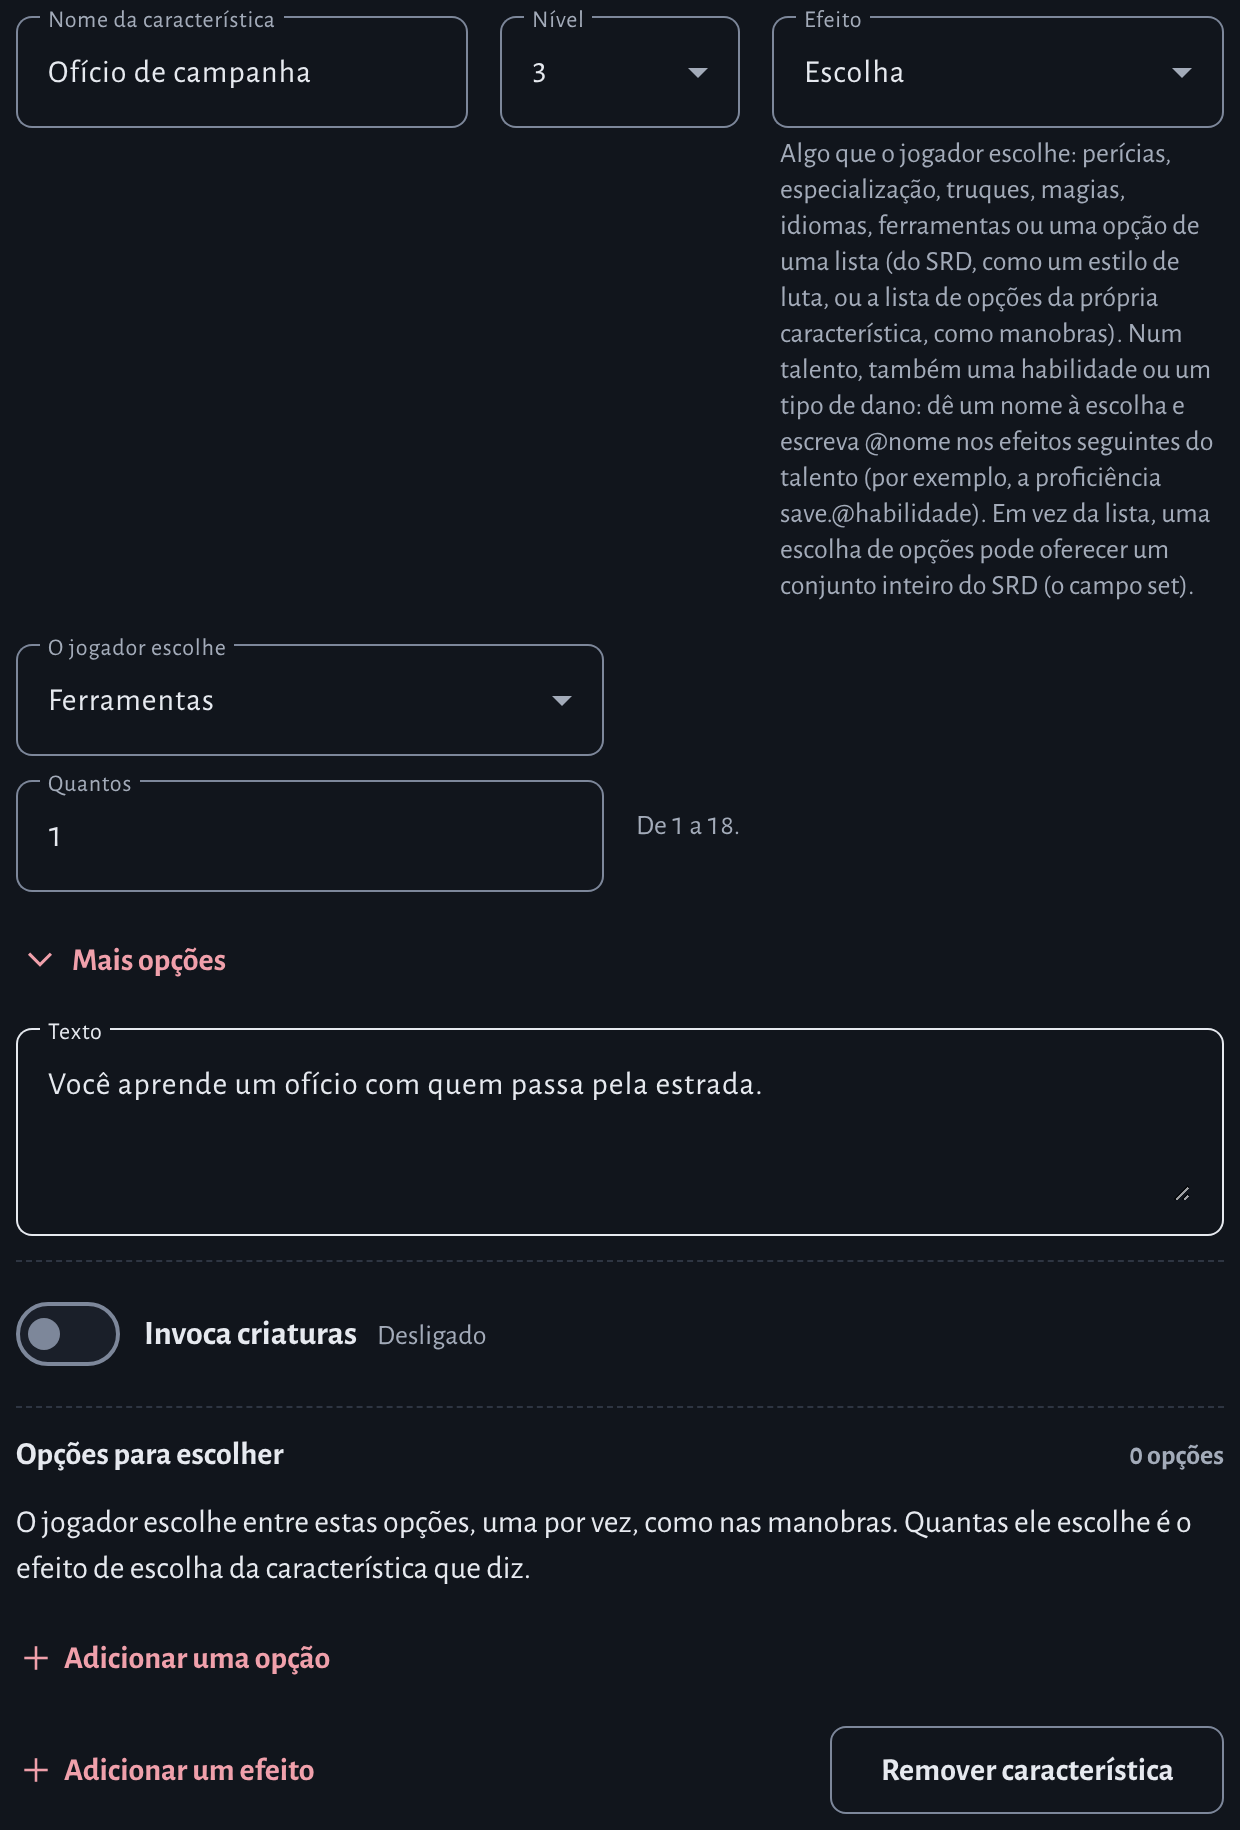 Nome da característica
Ofício de campanha
Nível
3
Efeito
Escolha
Algo que o jogador escolhe: perícias,
especialização, truques, magias,
idiomas, ferramentas ou uma opção de
uma lista (do SRD, como um estilo de
luta, ou a lista de opções da própria
característica, como manobras). Num
talento, também uma habilidade ou um
tipo de dano: dê um nome à escolha e
escreva @nome nos efeitos seguintes do
talento (por exemplo, a proficiência
save.@habilidade). Em vez da lista, uma
escolha de opções pode oferecer um
conjunto inteiro do SRD (o campo set).
O jogador escolhe
Ferramentas
Quantos
1
De 1 a 18.
Mais opções
Texto
Você aprende um ofício com quem passa pela estrada.
Invoca criaturas
Desligado
Opções para escolher
0 opções
O jogador escolhe entre estas opções, uma por vez, como nas manobras. Quantas ele escolhe é o
efeito de escolha da característica que diz.
Adicionar uma opção
Adicionar um efeito
Remover característica